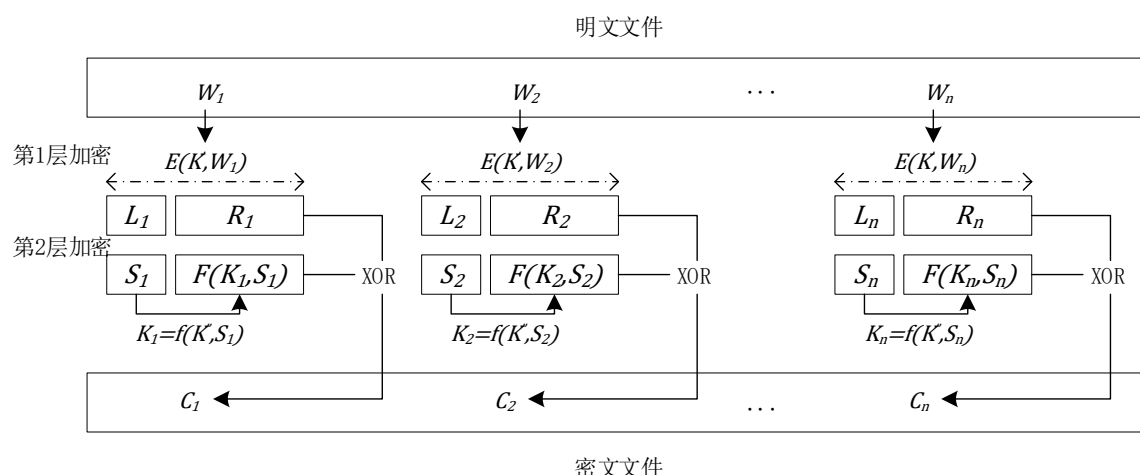 明文文件
W₁ W₂ ... Wₙ
第1层加密
E(K',W₁) E(K',W₂) E(K',Wₙ)
L₁ R₁ L₂ R₂ Lₙ Rₙ
第2层加密
S₁ F(K₁,S₁) XOR S₂ F(K₂,S₂) XOR Sₙ F(Kₙ,Sₙ) XOR
K₁=f(K'',S₁) K₂=f(K'',S₂) Kₙ=f(K'',Sₙ)
C₁ C₂ ... Cₙ
密文文件